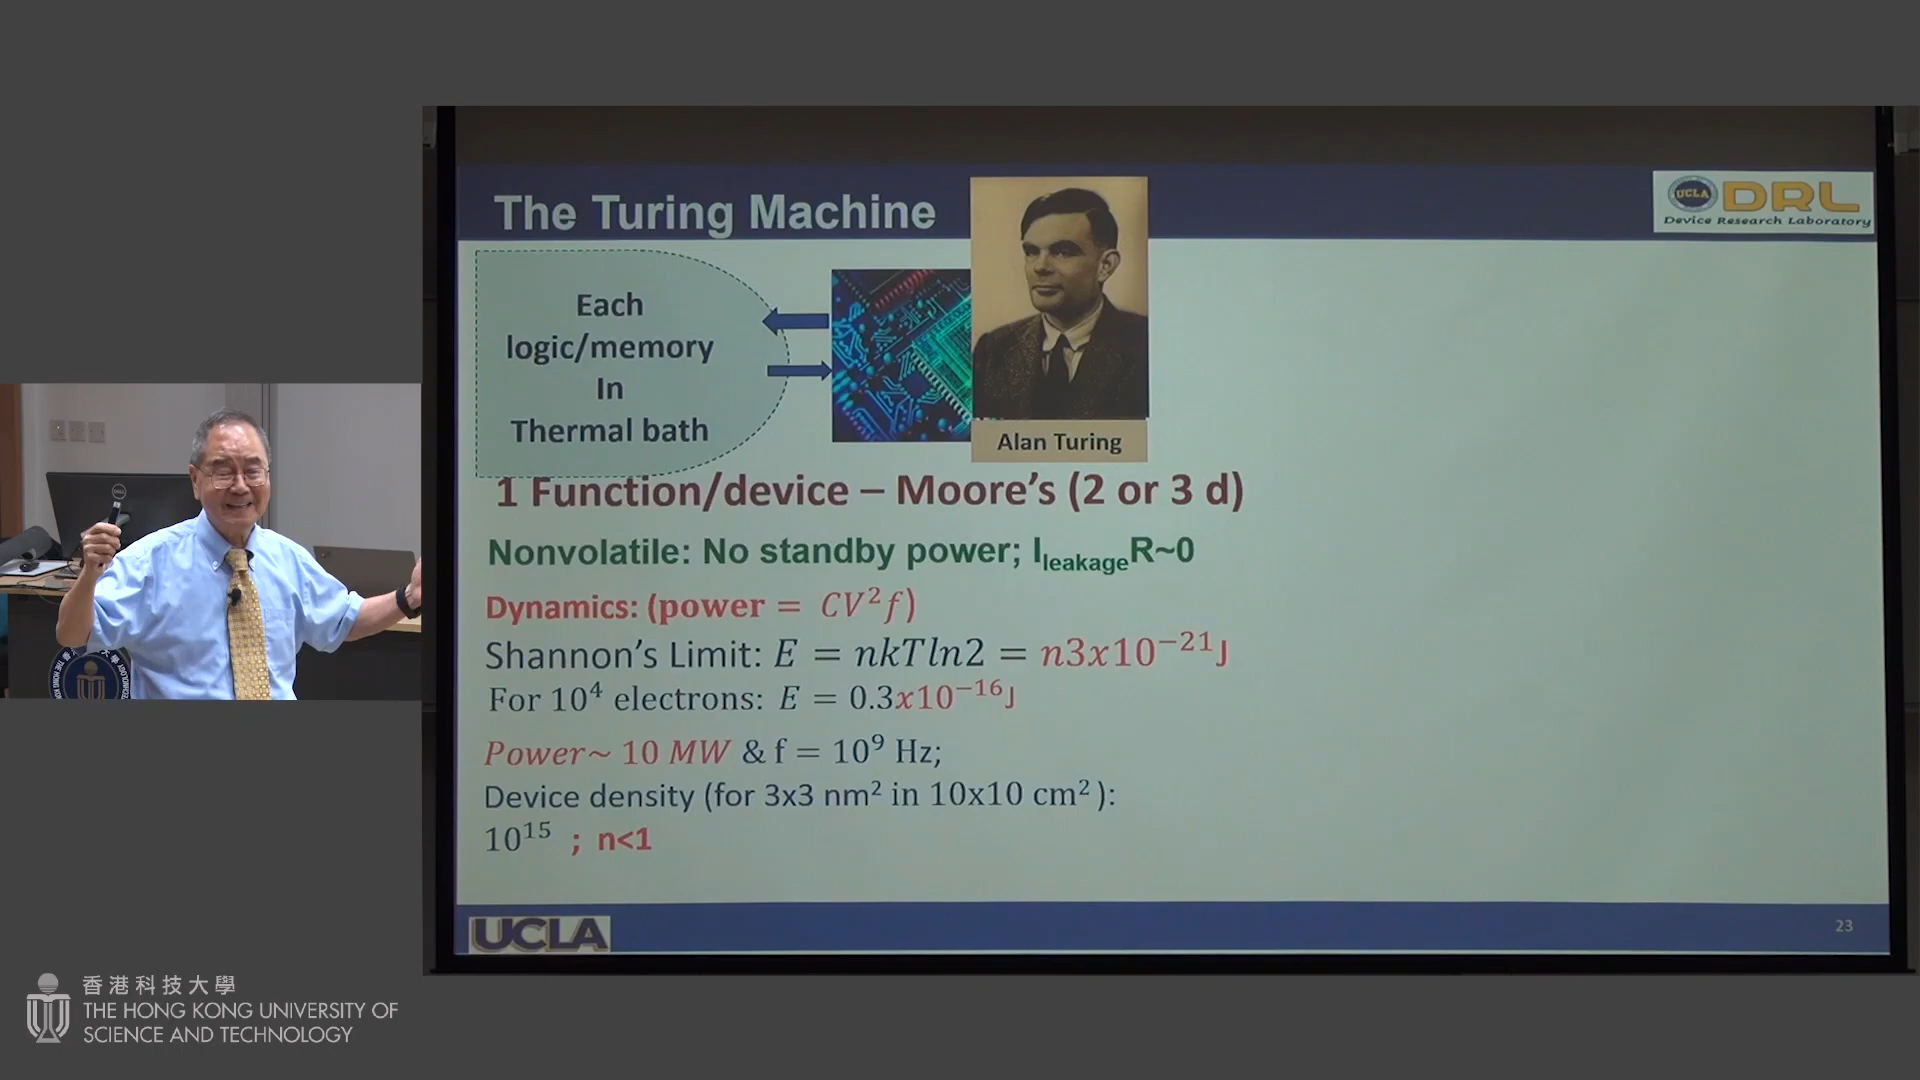 The Turing Machine
UCLA DRL
Device Research Laboratory
Each
logic/memory
In
Thermal bath
Alan Turing
1 Function/device – Moore's (2 or 3 d)
Nonvolatile: No standby power; I_leakage R~0
Dynamics: (power = CV²f)
Shannon's Limit: E = nkTln2 = n3x10⁻²¹J
For 10⁴ electrons: E = 0.3x10⁻¹⁶J
Power~ 10 MW & f = 10⁹ Hz;
Device density (for 3x3 nm² in 10x10 cm² ):
10¹⁵ ; n<1
UCLA
23
DELL
香港科技大學
THE HONG KONG UNIVERSITY OF
SCIENCE AND TECHNOLOGY